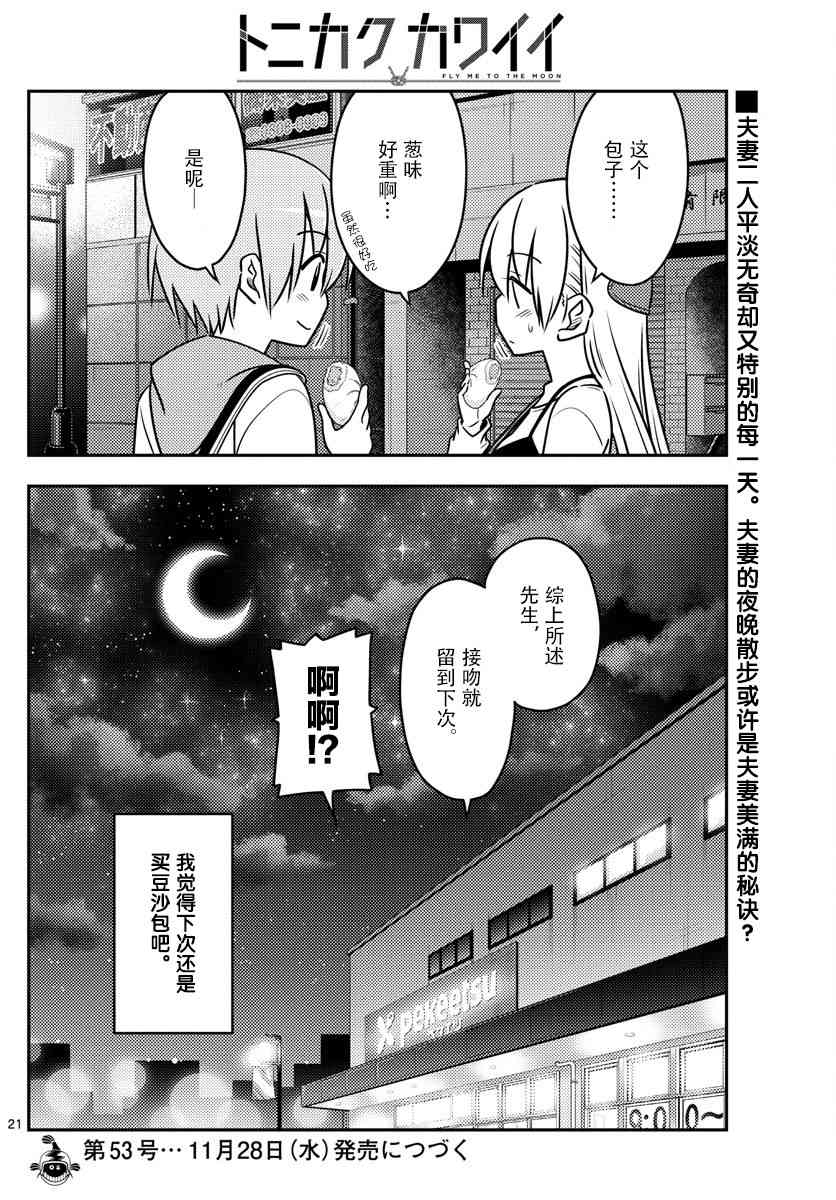 トニカクカワイイ
FLY ME TO THE MOON
■夫妻二人平淡无奇却又特别的每一天。夫妻的夜晚散步或许是夫妻美满的秘诀?
这个
包子……
葱味
好重啊…
虽然很好吃
是呢—
综上所述
先生,
接吻就
留到下次。
啊
啊!?
我觉得下次还是
买豆沙包吧。
pekeetsu
9:00~
21
第53号…11月28日(水)発売につづく